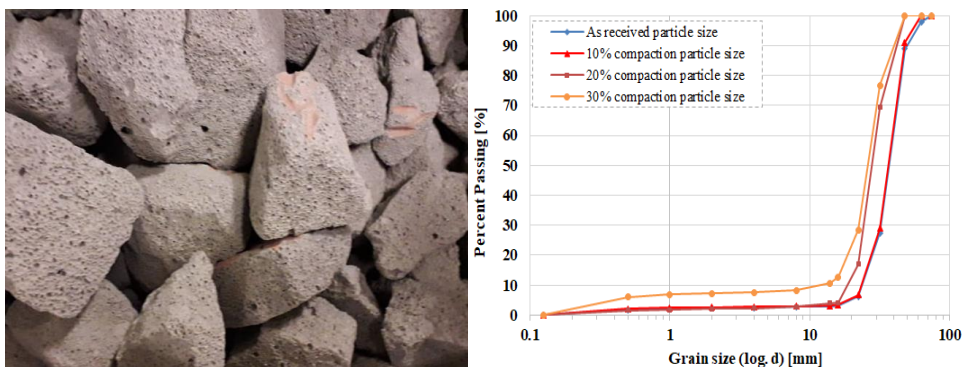 As received particle size
10% compaction particle size
20% compaction particle size
30% compaction particle size
Percent Passing [%]
100
90
80
70
60
50
40
30
20
10
0
0.1 1 10 100
Grain size (log. d) [mm]